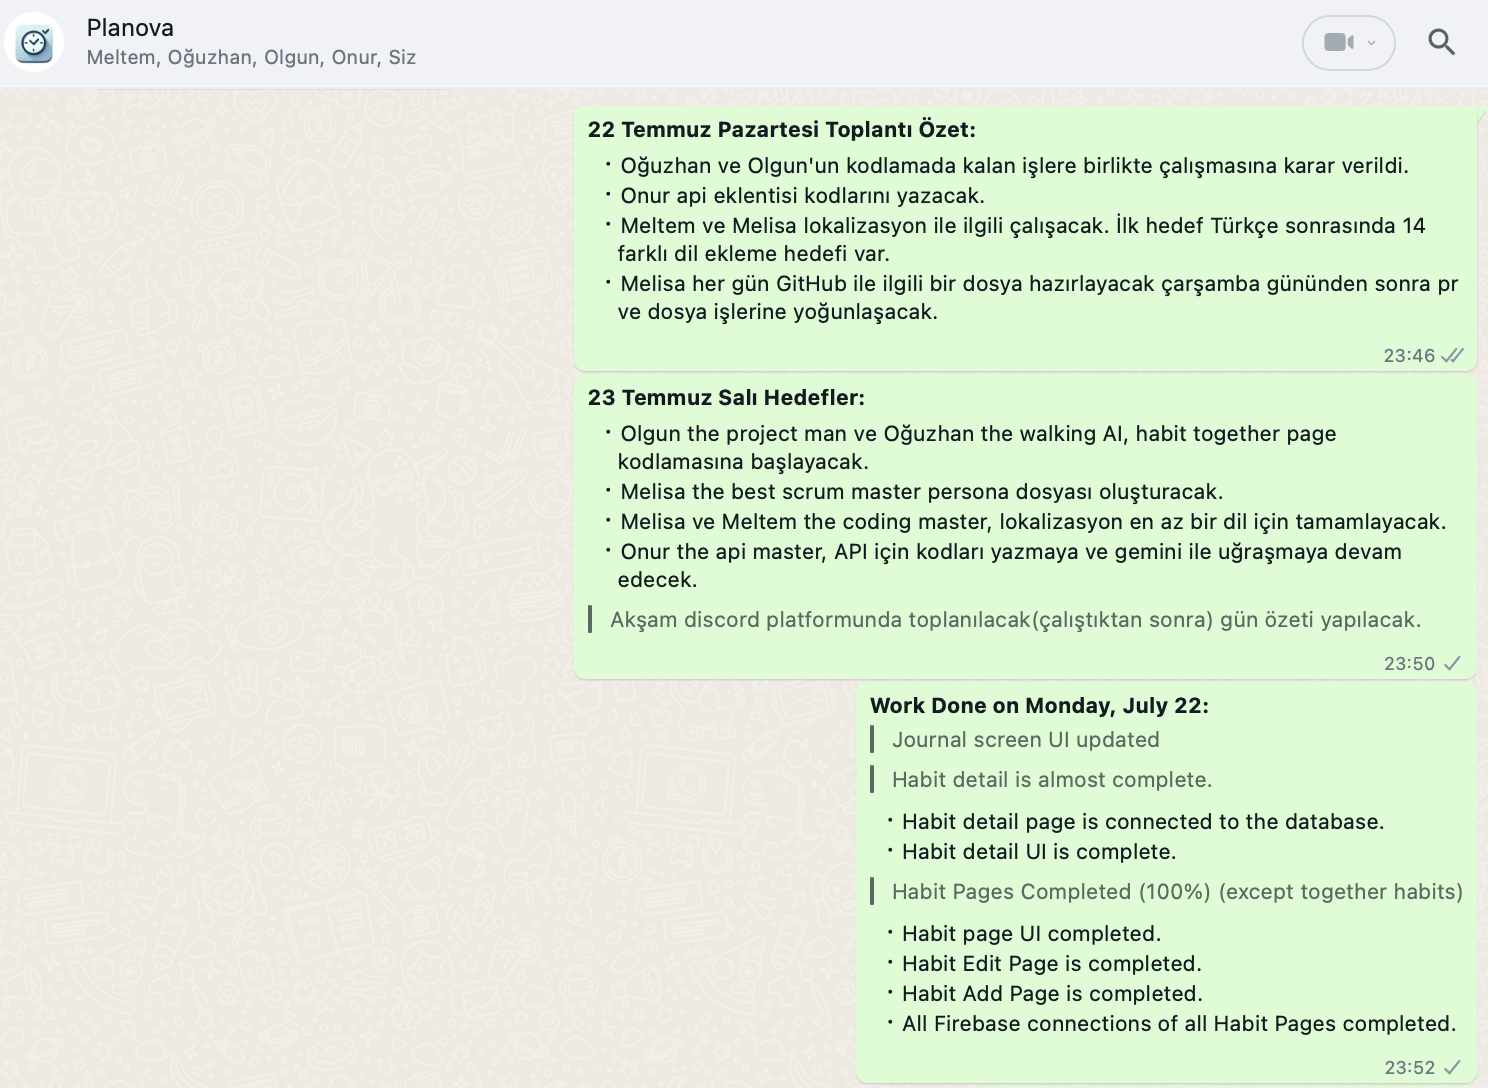 Planova
Meltem, Oğuzhan, Olgun, Onur, Siz
22 Temmuz Pazartesi Toplantı Özet:
• Oğuzhan ve Olgun'un kodlamada kalan işlere birlikte çalışmasına karar verildi.
• Onur api eklentisi kodlarını yazacak.
• Meltem ve Melisa lokalizasyon ile ilgili çalışacak. İlk hedef Türkçe sonrasında 14
farklı dil ekleme hedefi var.
• Melisa her gün GitHub ile ilgili bir dosya hazırlayacak çarşamba gününden sonra pr
ve dosya işlerine yoğunlaşacak.
23:46
23 Temmuz Salı Hedefler:
• Olgun the project man ve Oğuzhan the walking AI, habit together page
kodlamasına başlayacak.
• Melisa the best scrum master persona dosyası oluşturacak.
• Melisa ve Meltem the coding master, lokalizasyon en az bir dil için tamamlayacak.
• Onur the api master, API için kodları yazmaya ve gemini ile uğraşmaya devam
edecek.
Akşam discord platformunda toplanılacak(çalıştıktan sonra) gün özeti yapılacak.
23:50
Work Done on Monday, July 22:
Journal screen UI updated
Habit detail is almost complete.
• Habit detail page is connected to the database.
• Habit detail UI is complete.
Habit Pages Completed (100%) (except together habits)
• Habit page UI completed.
• Habit Edit Page is completed.
• Habit Add Page is completed.
• All Firebase connections of all Habit Pages completed.
23:52